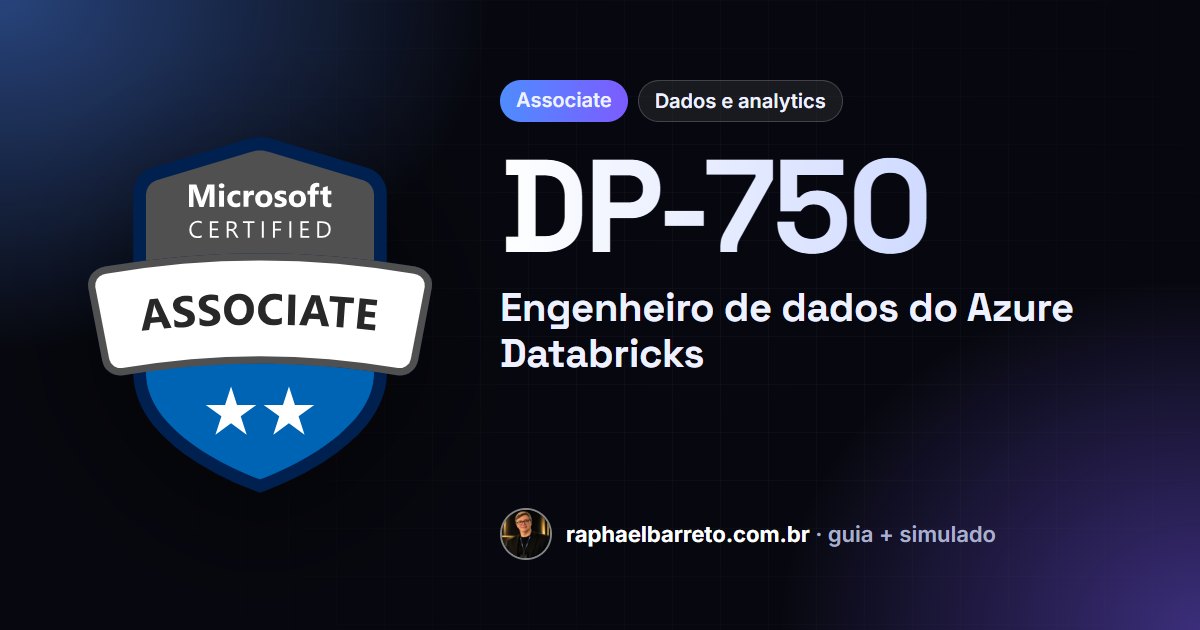 Microsoft
CERTIFIED
ASSOCIATE
Associate
Dados e analytics
DP-750
Engenheiro de dados do Azure
Databricks
raphaelbarreto.com.br · guia + simulado